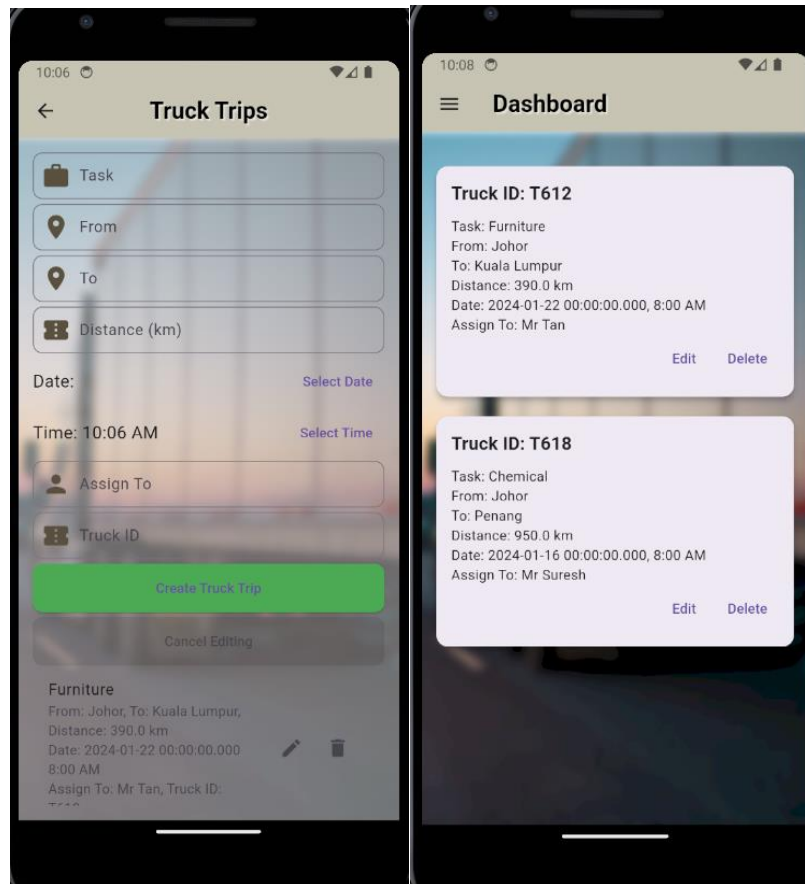 10:06
Truck Trips
Task
From
To
Distance (km)
Date:
Select Date
Time: 10:06 AM
Select Time
Assign To
Truck ID
Create Truck Trip
Cancel Editing
Furniture
From: Johor, To: Kuala Lumpur,
Distance: 390.0 km
Date: 2024-01-22 00:00:00.000
8:00 AM
Assign To: Mr Tan, Truck ID:
10:08
Dashboard
Truck ID: T612
Task: Furniture
From: Johor
To: Kuala Lumpur
Distance: 390.0 km
Date: 2024-01-22 00:00:00.000, 8:00 AM
Assign To: Mr Tan
Edit Delete
Truck ID: T618
Task: Chemical
From: Johor
To: Penang
Distance: 950.0 km
Date: 2024-01-16 00:00:00.000, 8:00 AM
Assign To: Mr Suresh
Edit Delete